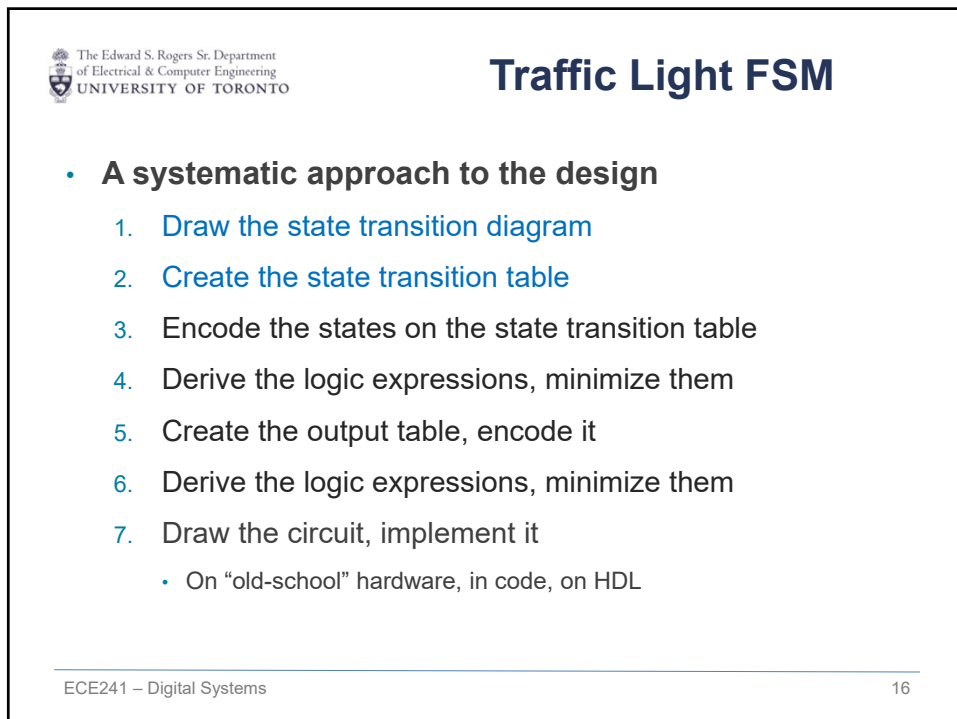 The Edward S. Rogers Sr. Department
of Electrical & Computer Engineering
UNIVERSITY OF TORONTO
Traffic Light FSM
• A systematic approach to the design
1. Draw the state transition diagram
2. Create the state transition table
3. Encode the states on the state transition table
4. Derive the logic expressions, minimize them
5. Create the output table, encode it
6. Derive the logic expressions, minimize them
7. Draw the circuit, implement it
• On “old-school” hardware, in code, on HDL
ECE241 – Digital Systems
16